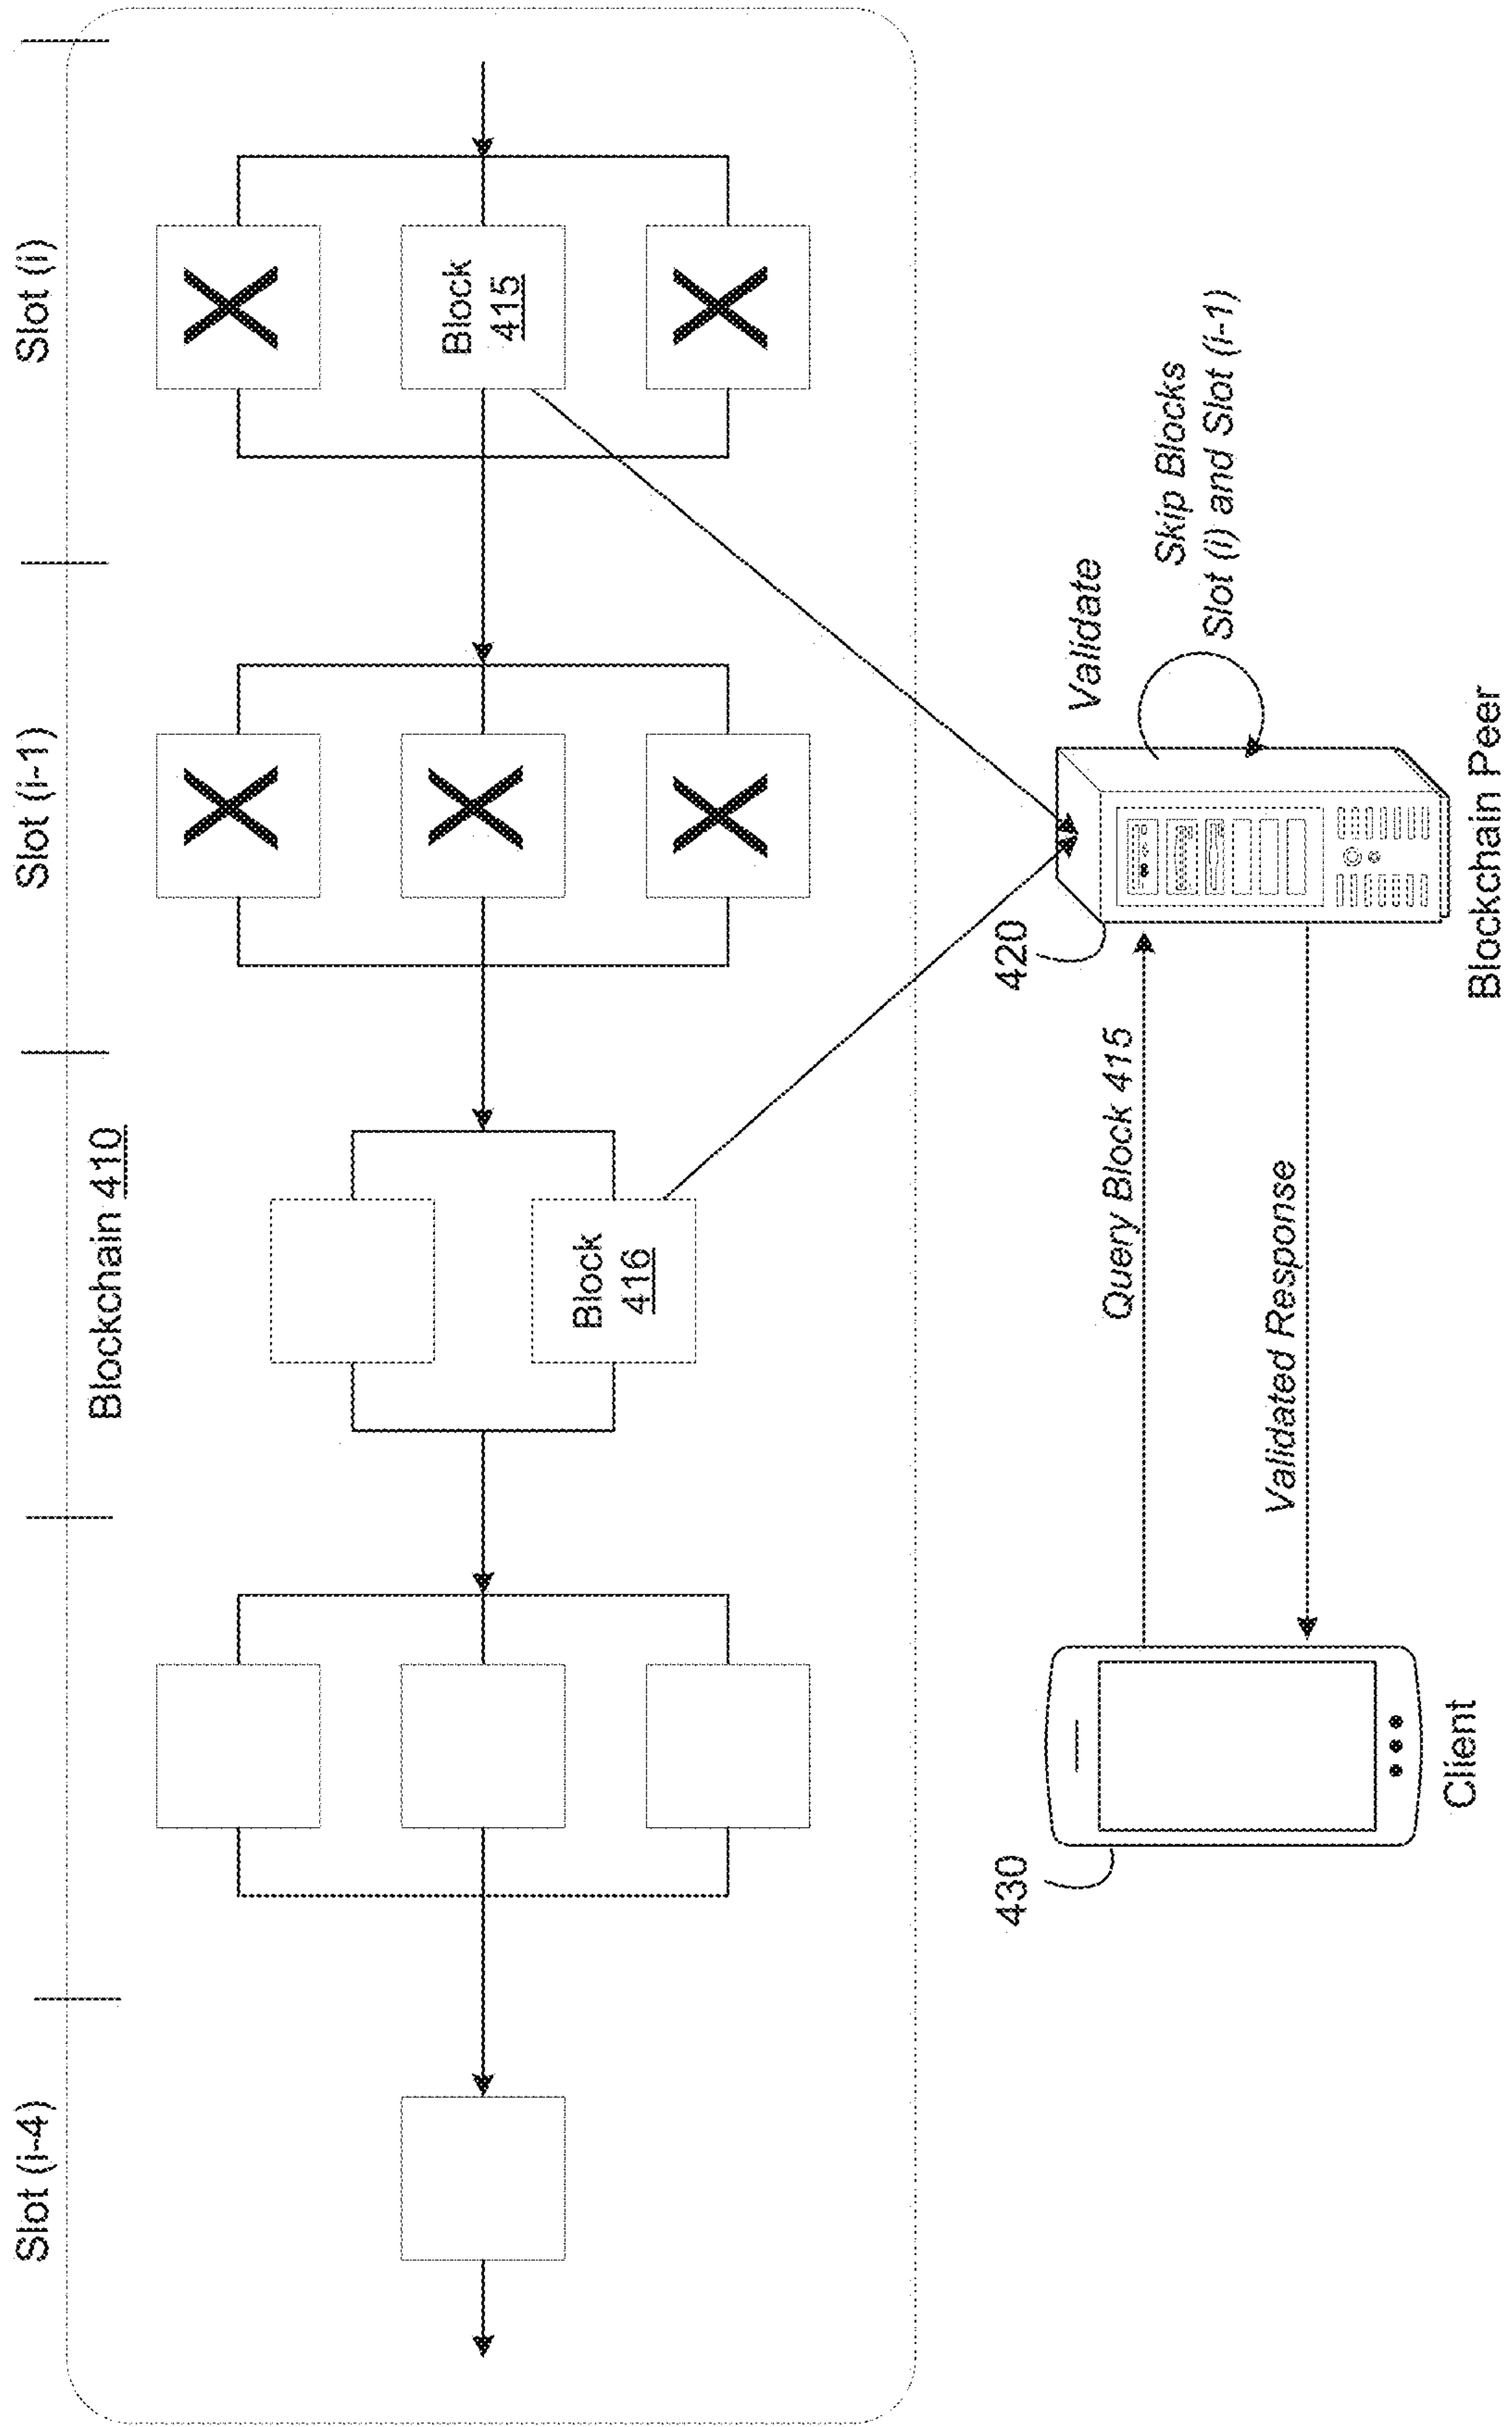 Slot (i-4)
Slot (i-1)
Slot (i)
Blockchain 410
Block
416
Block
415
430
Client
Query Block 415
Validated Response
420
Validate
Skip Blocks
Slot (i) and Slot (i-1)
Blockchain Peer